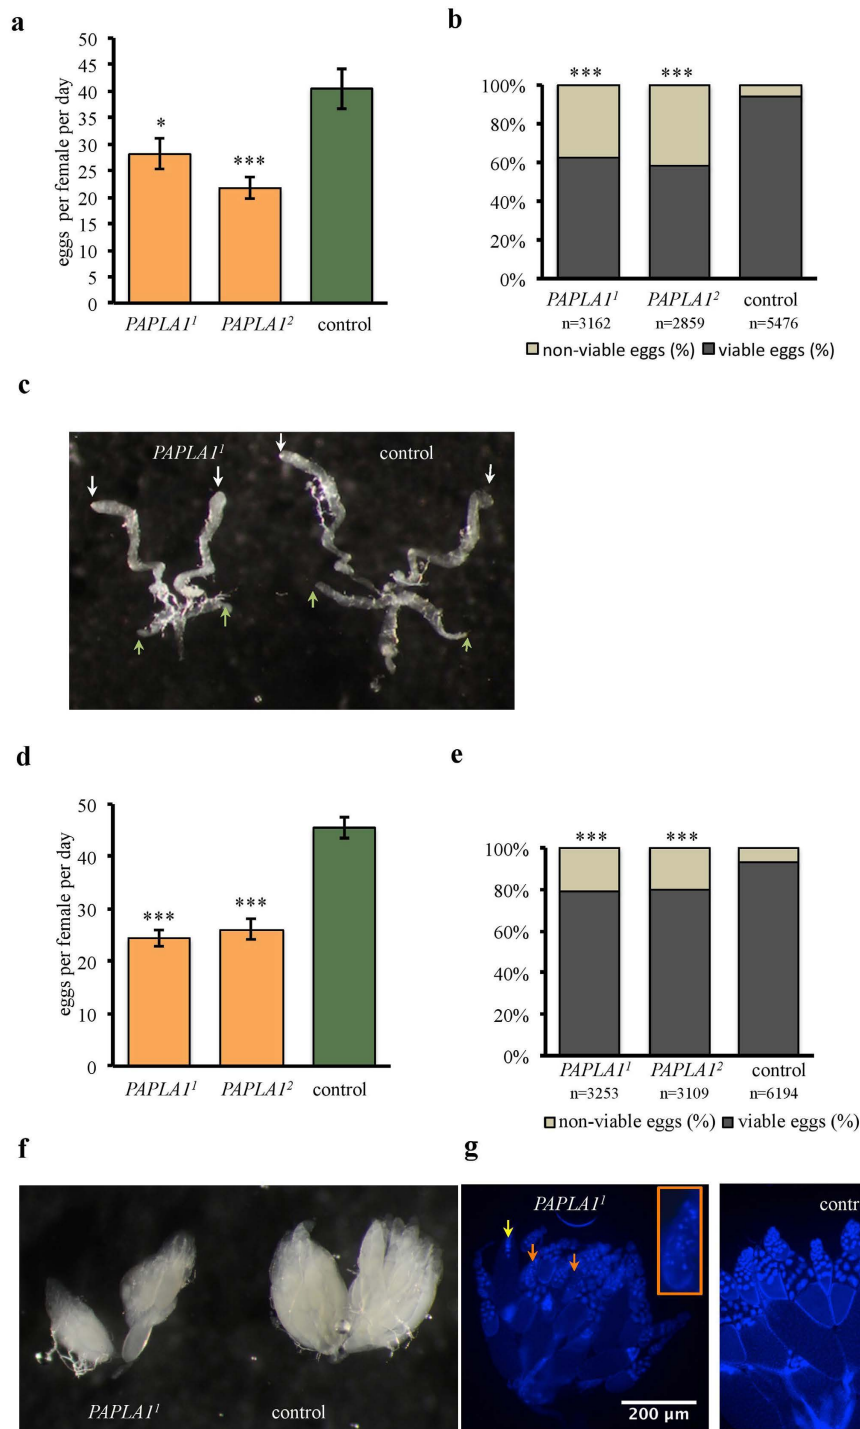 a
50
45
40
35
30
25
20
15
10
5
0
eggs per female per day
*
***
PAPLA1¹
PAPLA1²
control
b
100%
80%
60%
40%
20%
0%
***
***
PAPLA1¹
PAPLA1²
control
n=3162
n=2859
n=5476
non-viable eggs (%)
viable eggs (%)
c
PAPLA1¹
control
d
50
40
30
20
10
0
eggs per female per day
***
***
PAPLA1¹
PAPLA1²
control
e
100%
80%
60%
40%
20%
0%
***
***
PAPLA1¹
PAPLA1²
control
n=3253
n=3109
n=6194
non-viable eggs (%)
viable eggs (%)
f
PAPLA1¹
control
g
PAPLA1¹
contr
200 µm